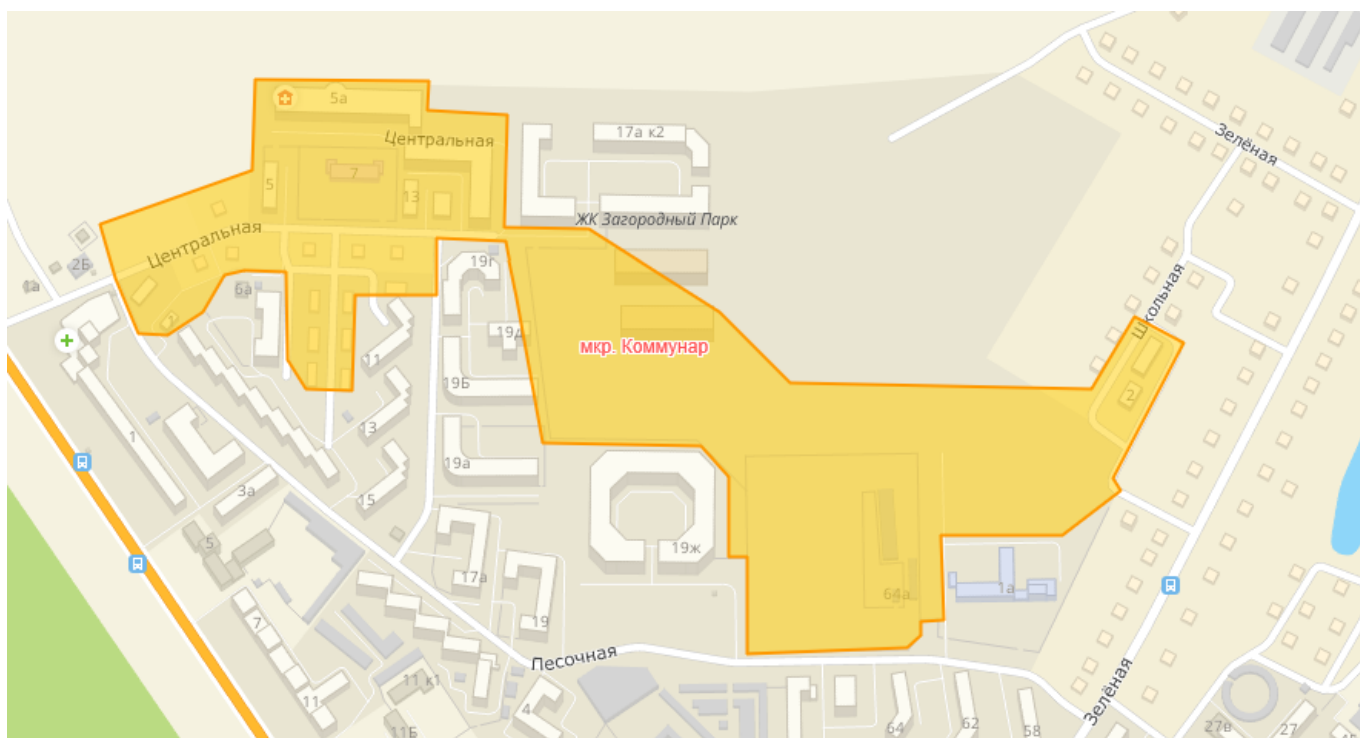 5а
17а к2
Центральная
Зелёная
7
5
13
ЖК Загородный Парк
Центральная
2Б
19г
1а
6а
Школьная
1
19д
11
мкр. Коммунар
19Б
2
13
1
19а
3а
15
5
19ж
17а
1а
64а
7
19
Песочная
11 к1
11
4
Зелёная
64
62
58
27в
27
11Б